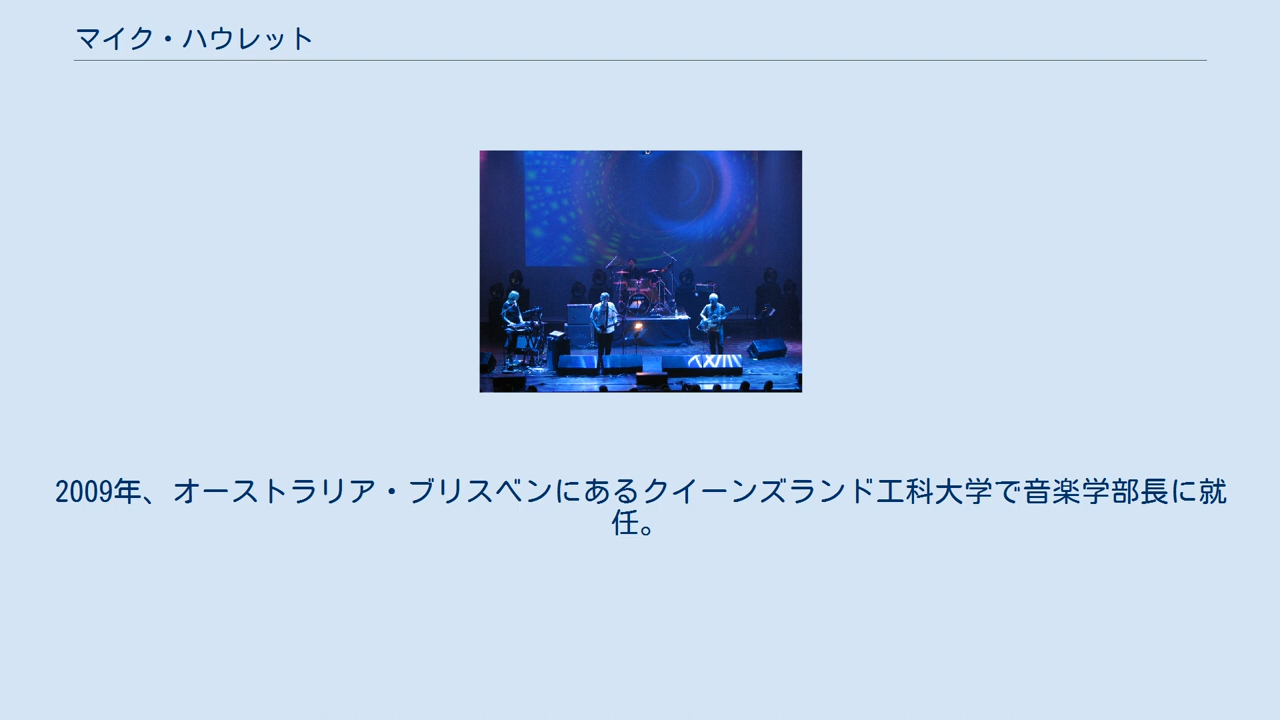 マイク・ハウレット
2009年、オーストラリア・ブリスベンにあるクイーンズランド工科大学で音楽学部長に就
任。